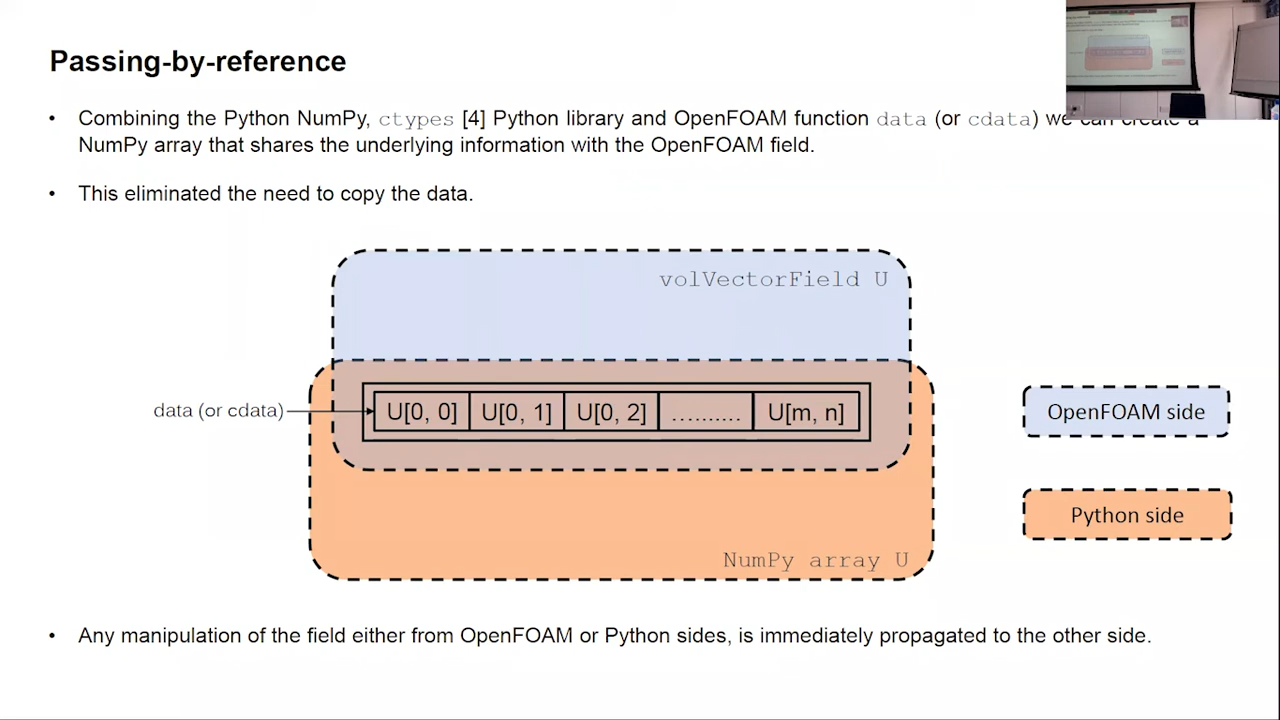 Passing-by-reference
• Combining the Python NumPy, ctypes [4] Python library and OpenFOAM function data (or cdata) we can create a
NumPy array that shares the underlying information with the OpenFOAM field.
• This eliminated the need to copy the data.
volVectorField U
data (or cdata)
U[0, 0] U[0, 1] U[0, 2] .......... U[m, n]
OpenFOAM side
Python side
NumPy array U
• Any manipulation of the field either from OpenFOAM or Python sides, is immediately propagated to the other side.